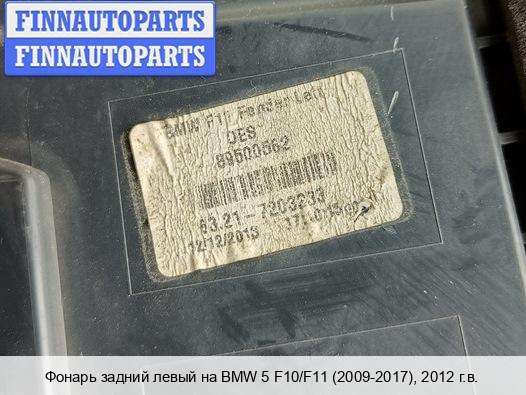 FINNAUTOPARTS
FINNAUTOPARTS
BMW F11 Fender Left
DES
89500662
63.21-7203233
12/12/2013
Фонарь задний левый на BMW 5 F10/F11 (2009-2017), 2012 г.в.